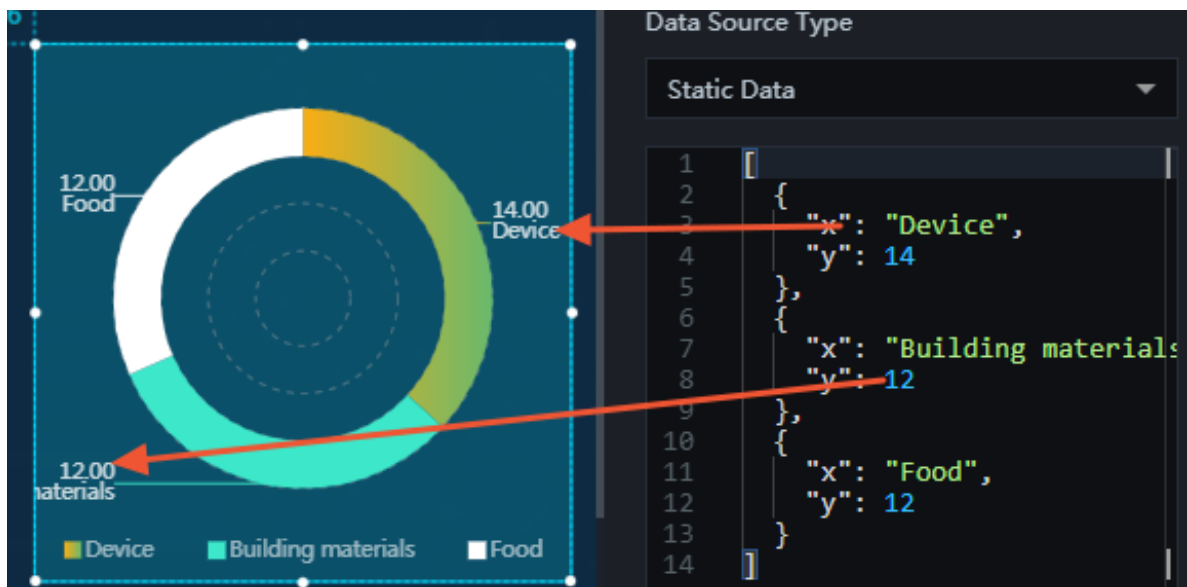 6
12.00
Food
14.00
Device
12.00
materials
Device
Building materials
Food
Data Source Type
Static Data
1 [
2 {
3 "x": "Device",
4 "y": 14
5 },
6 {
7 "x": "Building materials
8 "y": 12
9 },
10 {
11 "x": "Food",
12 "y": 12
13 }
14 ]